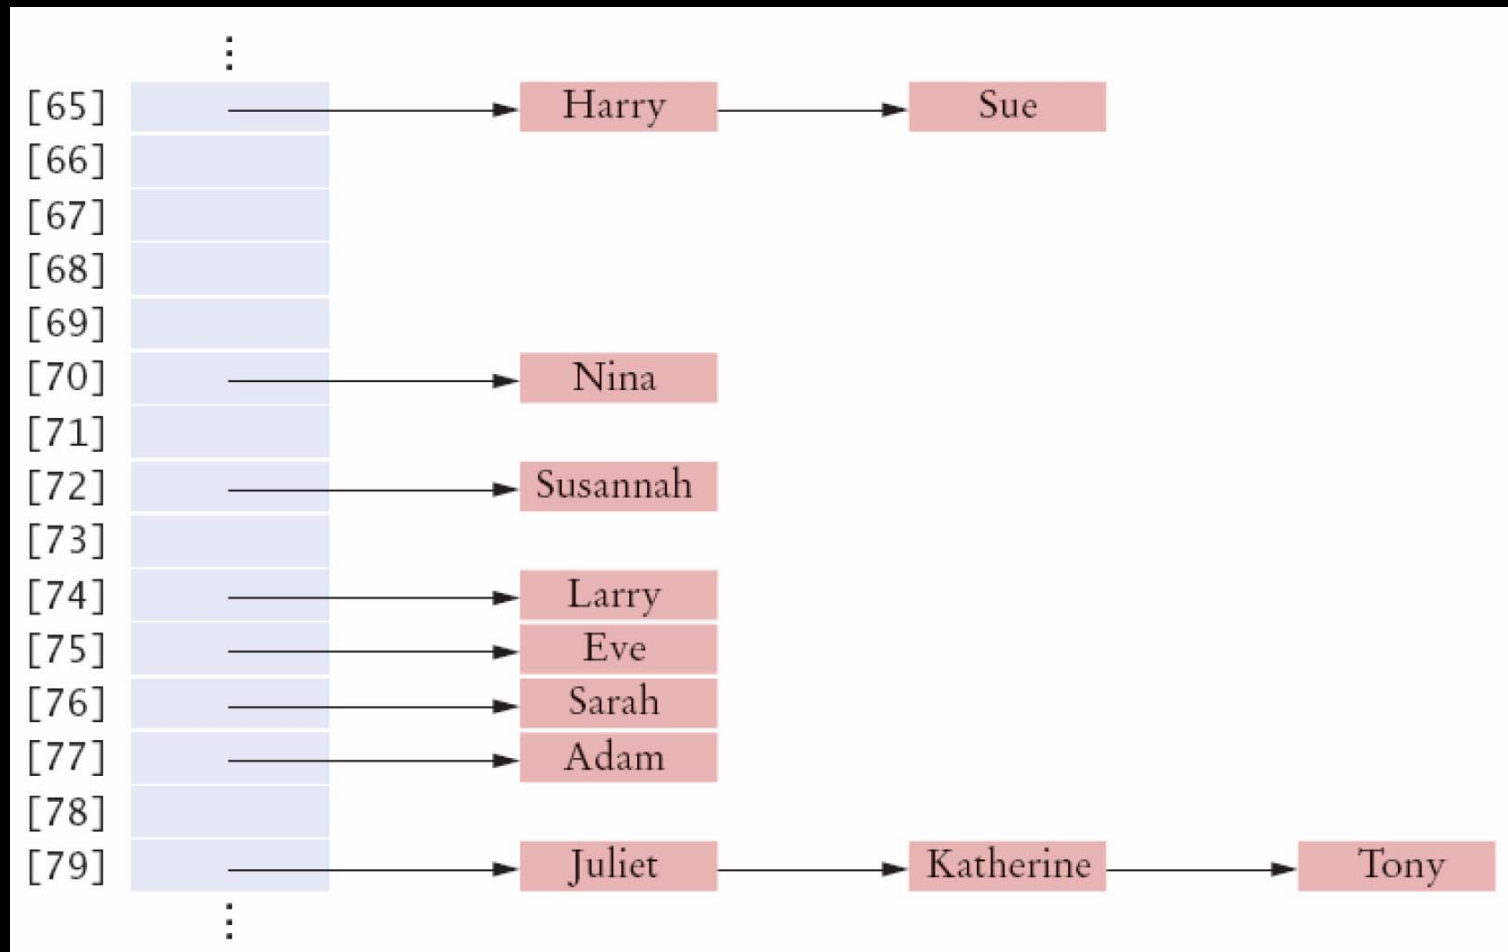 ⋮
[65] Harry Sue
[66]
[67]
[68]
[69]
[70] Nina
[71]
[72] Susannah
[73]
[74] Larry
[75] Eve
[76] Sarah
[77] Adam
[78]
[79] Juliet Katherine Tony
⋮